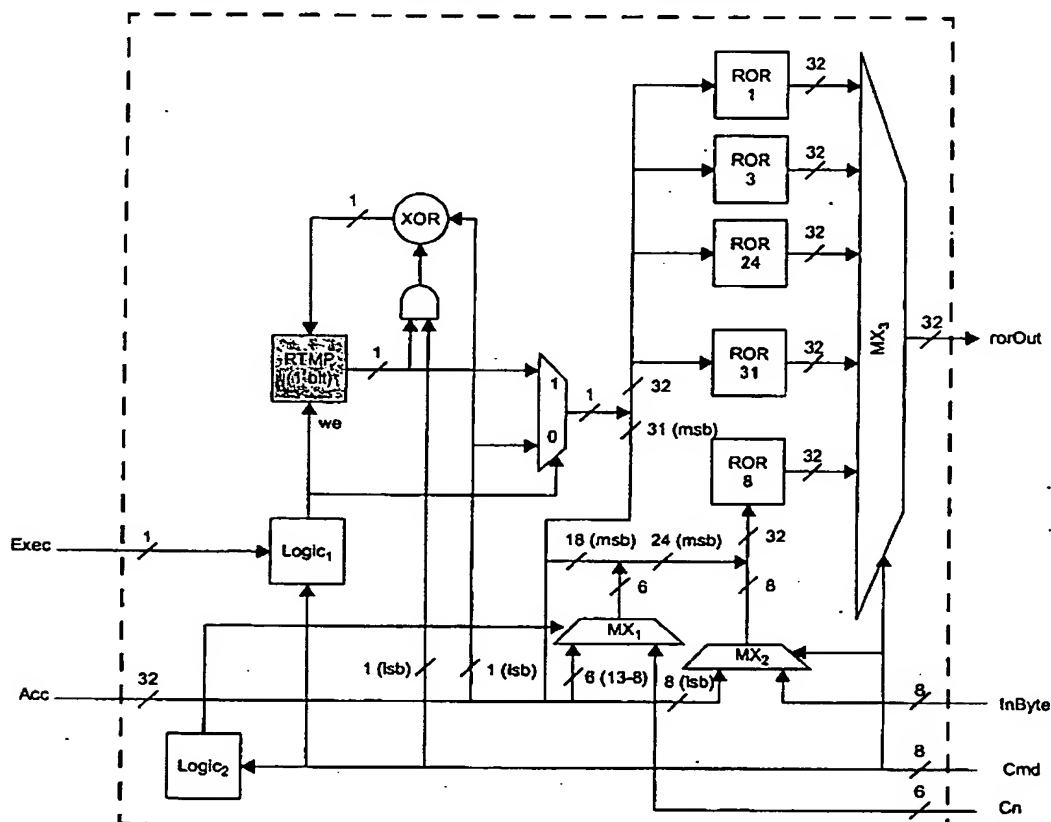 32
ROR
1
32
ROR
3
32
ROR
24
32
ROR
31
32
ROR
8
MX3
32
rorOut
1
XOR
RTMP
(1-bit)
1
we
1
0
1
32
31 (msb)
Exec
1
Logic1
18 (msb)
24 (msb)
32
6
8
MX1
MX2
1 (lsb)
1 (lsb)
6 (13-8)
8 (lsb)
Acc
32
8
InByte
Logic2
8
Cmd
6
Cn